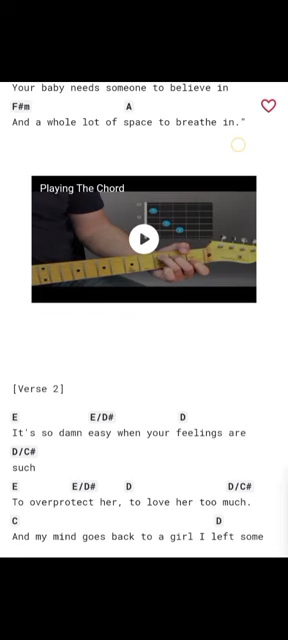 Your baby needs someone to believe in
F#m A
And a whole lot of space to breathe in."
Playing The Chord
[Verse 2]
E E/D# D
It's so damn easy when your feelings are
D/C#
such
E E/D# D D/C#
To overprotect her, to love her too much.
C D
And my mind goes back to a girl I left some